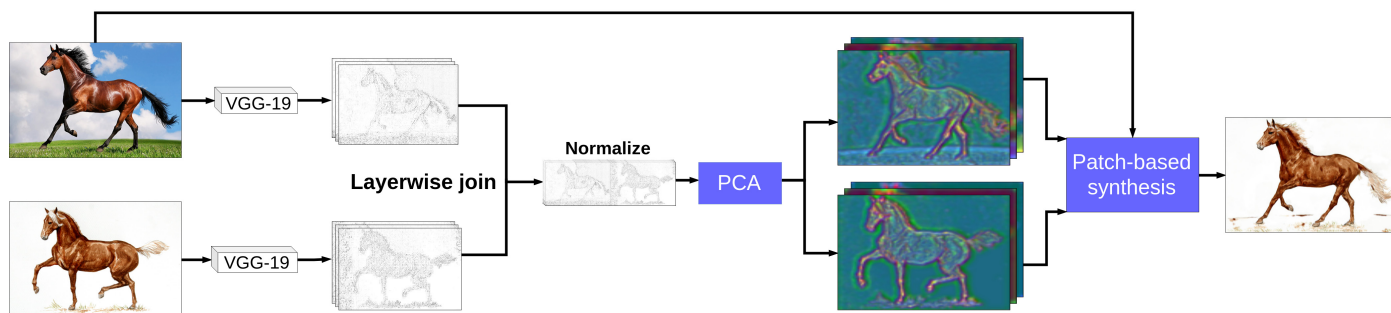 VGG-19
VGG-19
Layerwise join
Normalize
PCA
Patch-based
synthesis